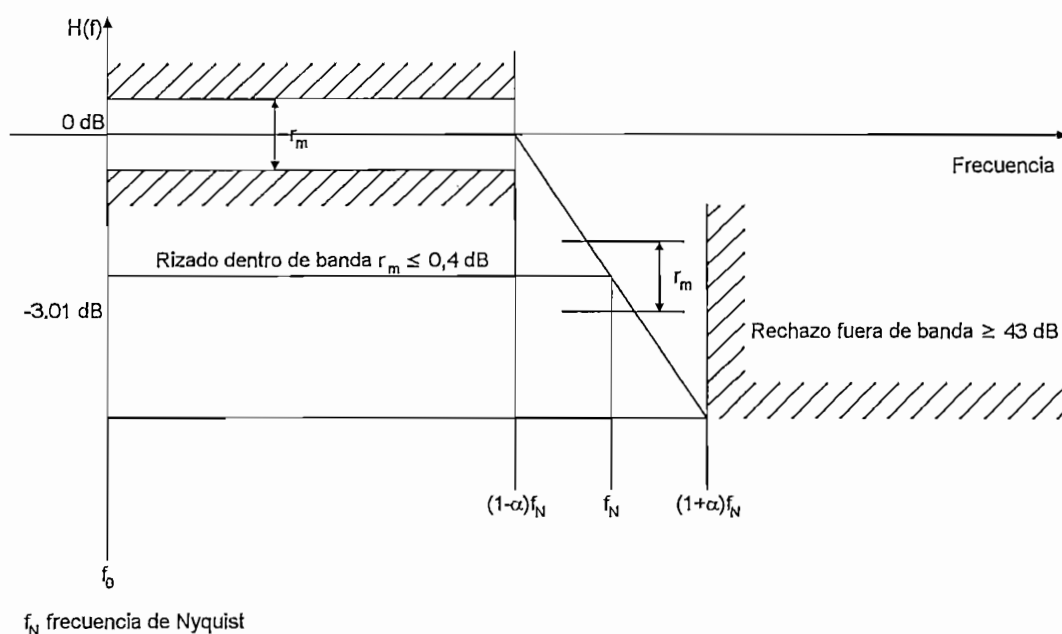 H(f)
0 dB
r_m
Frecuencia
Rizado dentro de banda r_m ≤ 0,4 dB
r_m
-3.01 dB
Rechazo fuera de banda ≥ 43 dB
(1-α)f_N
f_N
(1+α)f_N
f_0
f_N frecuencia de Nyquist